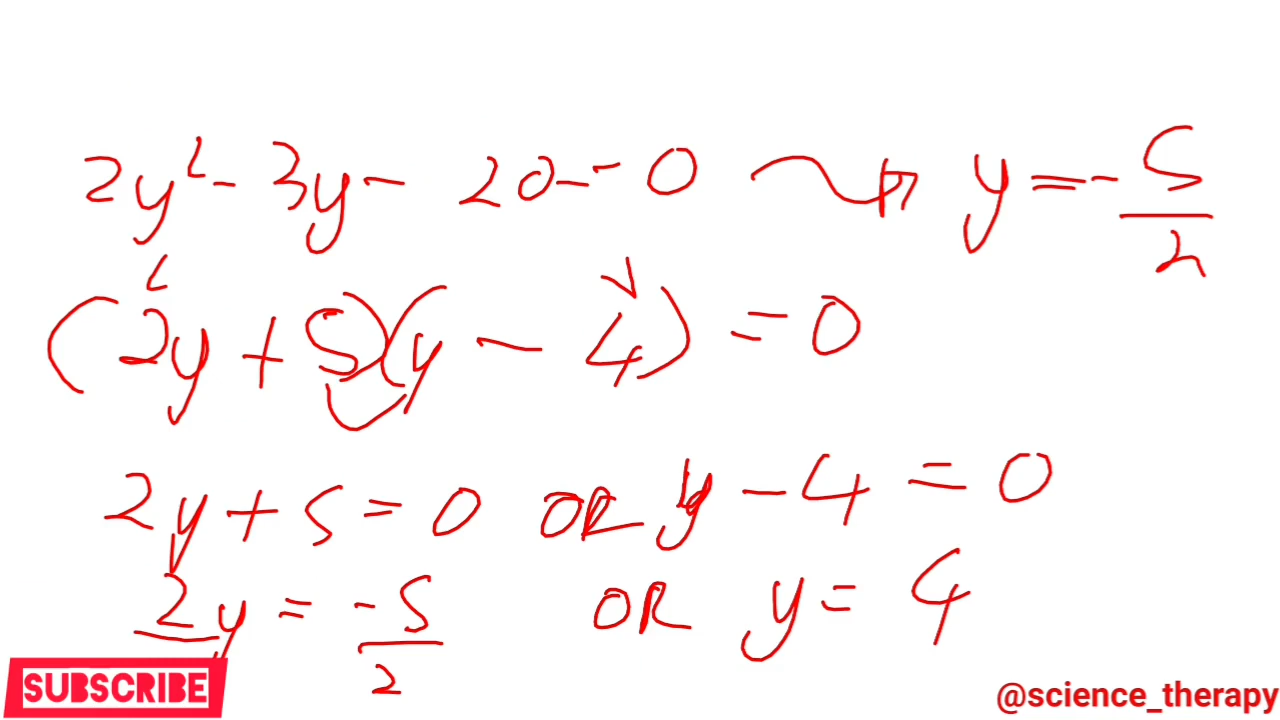 2y² - 3y - 20 = 0 ⇝ y = -5/2
(2y + 5)(y - 4) = 0
2y + 5 = 0 OR y - 4 = 0
2y = -5/2 OR y = 4
SUBSCRIBE
@science_therapy